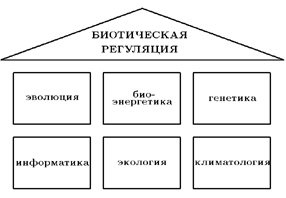 БИОТИЧЕСКАЯ
РЕГУЛЯЦИЯ
эволюция
био-
энергетика
генетика
информатика
экология
климатология